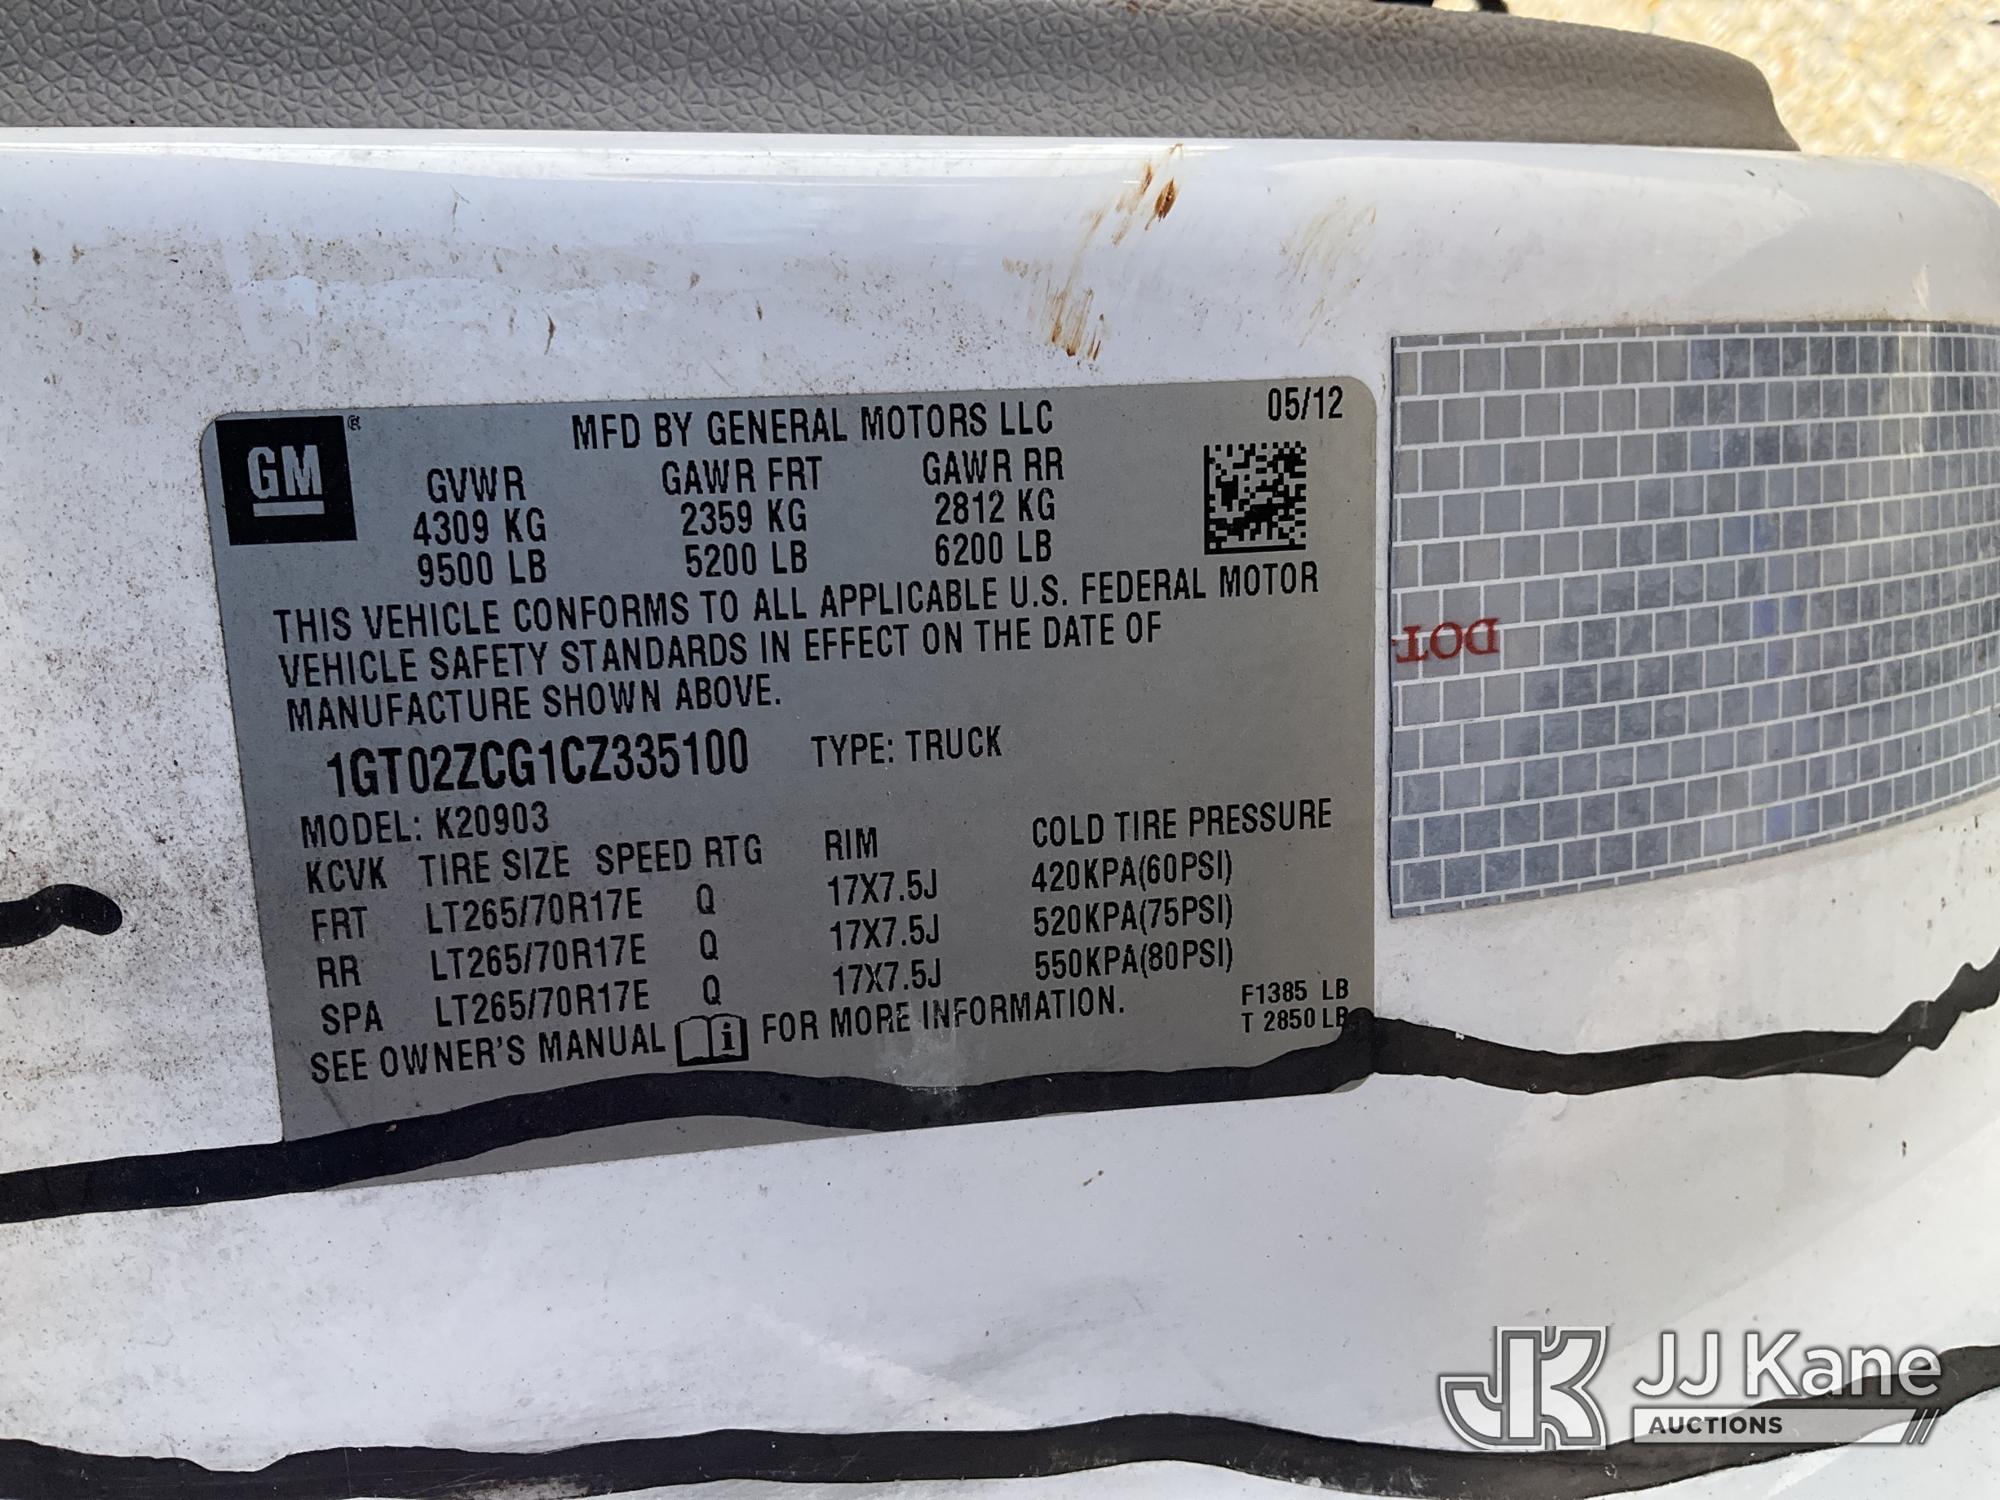 GM ®
MFD BY GENERAL MOTORS LLC 05/12
GVWR GAWR FRT GAWR RR
4309 KG 2359 KG 2812 KG
9500 LB 5200 LB 6200 LB
THIS VEHICLE CONFORMS TO ALL APPLICABLE U.S. FEDERAL MOTOR
VEHICLE SAFETY STANDARDS IN EFFECT ON THE DATE OF
MANUFACTURE SHOWN ABOVE.
1GT02ZCG1CZ335100 TYPE: TRUCK
MODEL: K20903
KCVK TIRE SIZE SPEED RTG RIM COLD TIRE PRESSURE
FRT LT265/70R17E Q 17X7.5J 420KPA(60PSI)
RR LT265/70R17E Q 17X7.5J 520KPA(75PSI)
SPA LT265/70R17E Q 17X7.5J 550KPA(80PSI)
SEE OWNER'S MANUAL i FOR MORE INFORMATION.
F1385 LB
T 2850 LB
DOT-
JK JJ Kane
AUCTIONS